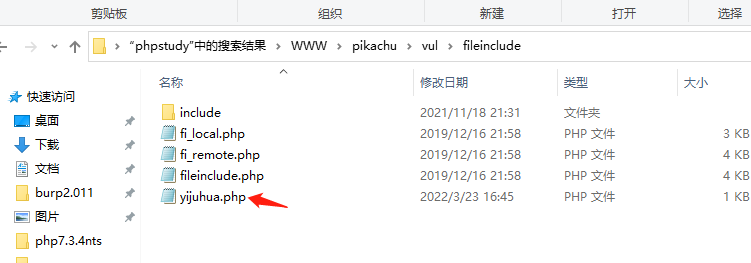 剪贴板 组织 新建 打开 选择
“phpstudy”中的搜索结果 > WWW > pikachu > vul > fileinclude
名称 修改日期 类型 大小
快速访问
桌面
下载
文档
burp2.011
图片
php7.3.4nts
include 2021/11/18 21:31 文件夹
fi_local.php 2019/12/16 21:58 PHP 文件 3 KB
fi_remote.php 2019/12/16 21:58 PHP 文件 4 KB
fileinclude.php 2019/12/16 21:58 PHP 文件 4 KB
yijuhua.php 2022/3/23 16:45 PHP 文件 1 KB